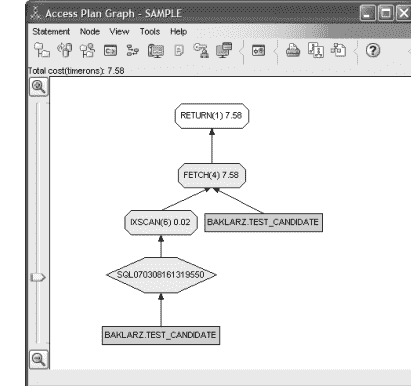 Access Plan Graph - SAMPLE
Statement Node View Tools Help
Total cost(timerons): 7.58
RETURN(1) 7.58
FETCH(4) 7.58
IXSCAN(6) 0.02
BAKLARZ.TEST_CANDIDATE
SQL070308161319550
BAKLARZ.TEST_CANDIDATE